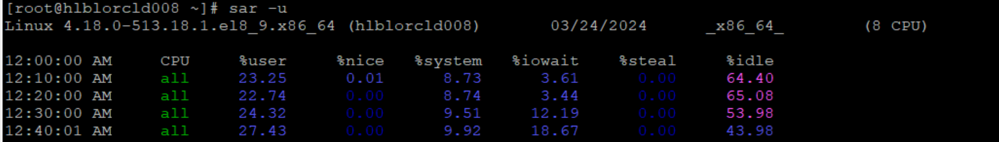 [root@hlblorcld008 ~]# sar -u
Linux 4.18.0-513.18.1.el8_9.x86_64 (hlblorcld008) 03/24/2024 _x86_64_ (8 CPU)
12:00:00 AM CPU %user %nice %system %iowait %steal %idle
12:10:00 AM all 23.25 0.01 8.73 3.61 0.00 64.40
12:20:00 AM all 22.74 0.00 8.74 3.44 0.00 65.08
12:30:00 AM all 24.32 0.00 9.51 12.19 0.00 53.98
12:40:01 AM all 27.43 0.00 9.92 18.67 0.00 43.98